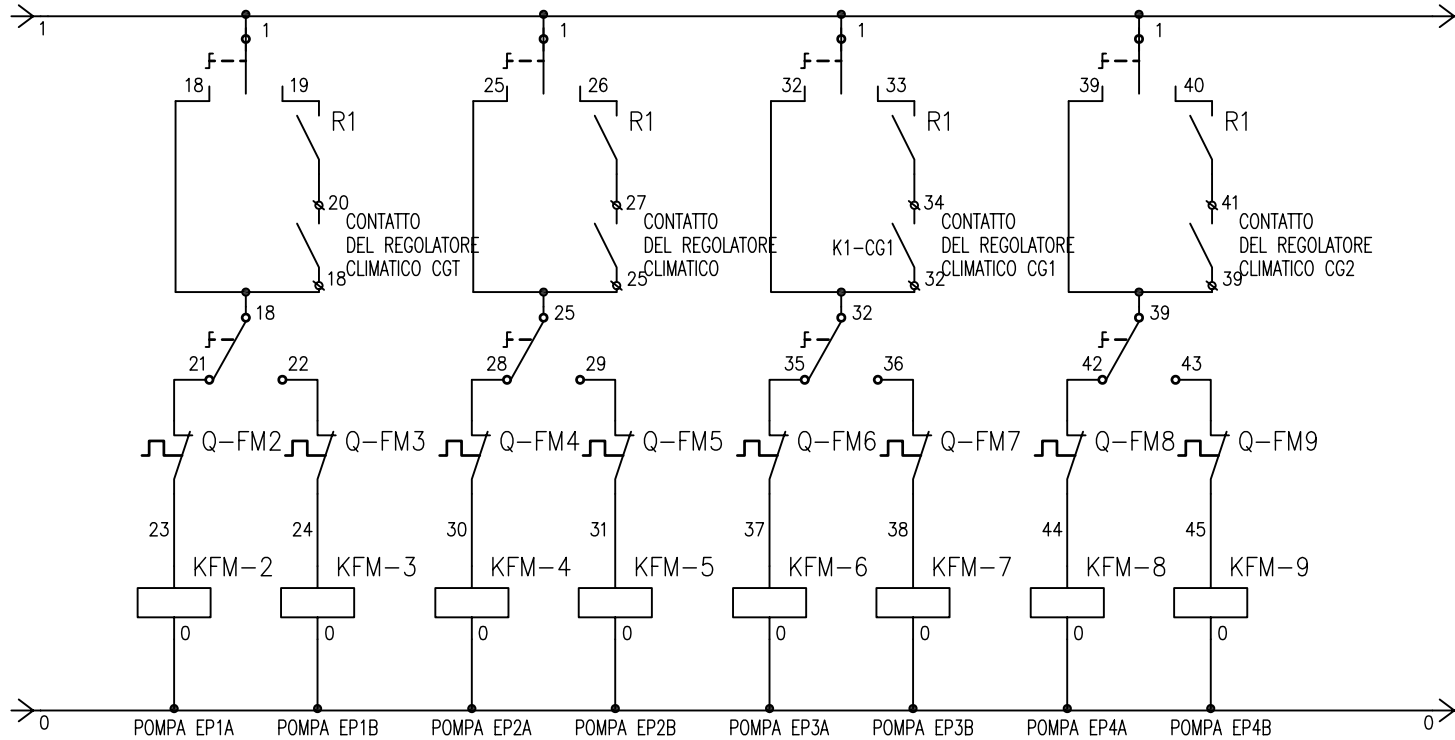 1 1 1 1 1
18 19 25 26 32 33 39 40
R1 R1 R1 R1
20 27 34 41
CONTATTO CONTATTO CONTATTO CONTATTO
DEL REGOLATORE DEL REGOLATORE K1-CG1 DEL REGOLATORE DEL REGOLATORE
CLIMATICO CGT CLIMATICO CLIMATICO CG1 CLIMATICO CG2
18 25 32 39
18 25 32 39
21 22 28 29 35 36 42 43
Q-FM2 Q-FM3 Q-FM4 Q-FM5 Q-FM6 Q-FM7 Q-FM8 Q-FM9
23 24 30 31 37 38 44 45
KFM-2 KFM-3 KFM-4 KFM-5 KFM-6 KFM-7 KFM-8 KFM-9
0 0 0 0 0 0 0 0
0 0
POMPA EP1A POMPA EP1B POMPA EP2A POMPA EP2B POMPA EP3A POMPA EP3B POMPA EP4A POMPA EP4B